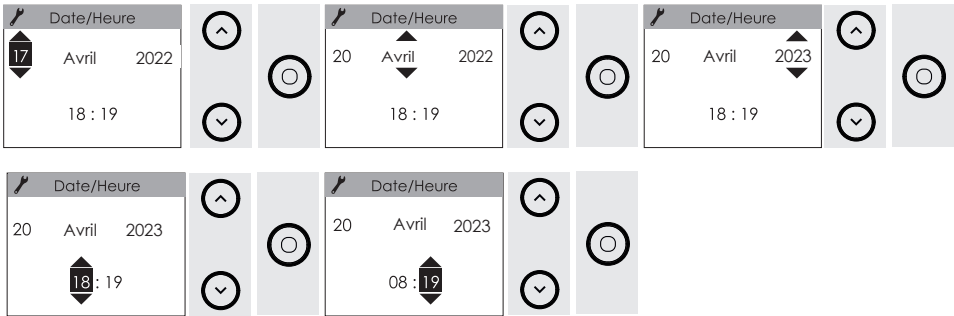 Date/Heure
17 Avril 2022
18 : 19
Date/Heure
20 Avril 2022
18 : 19
Date/Heure
20 Avril 2023
18 : 19
Date/Heure
20 Avril 2023
18 : 19
Date/Heure
20 Avril 2023
08 : 19